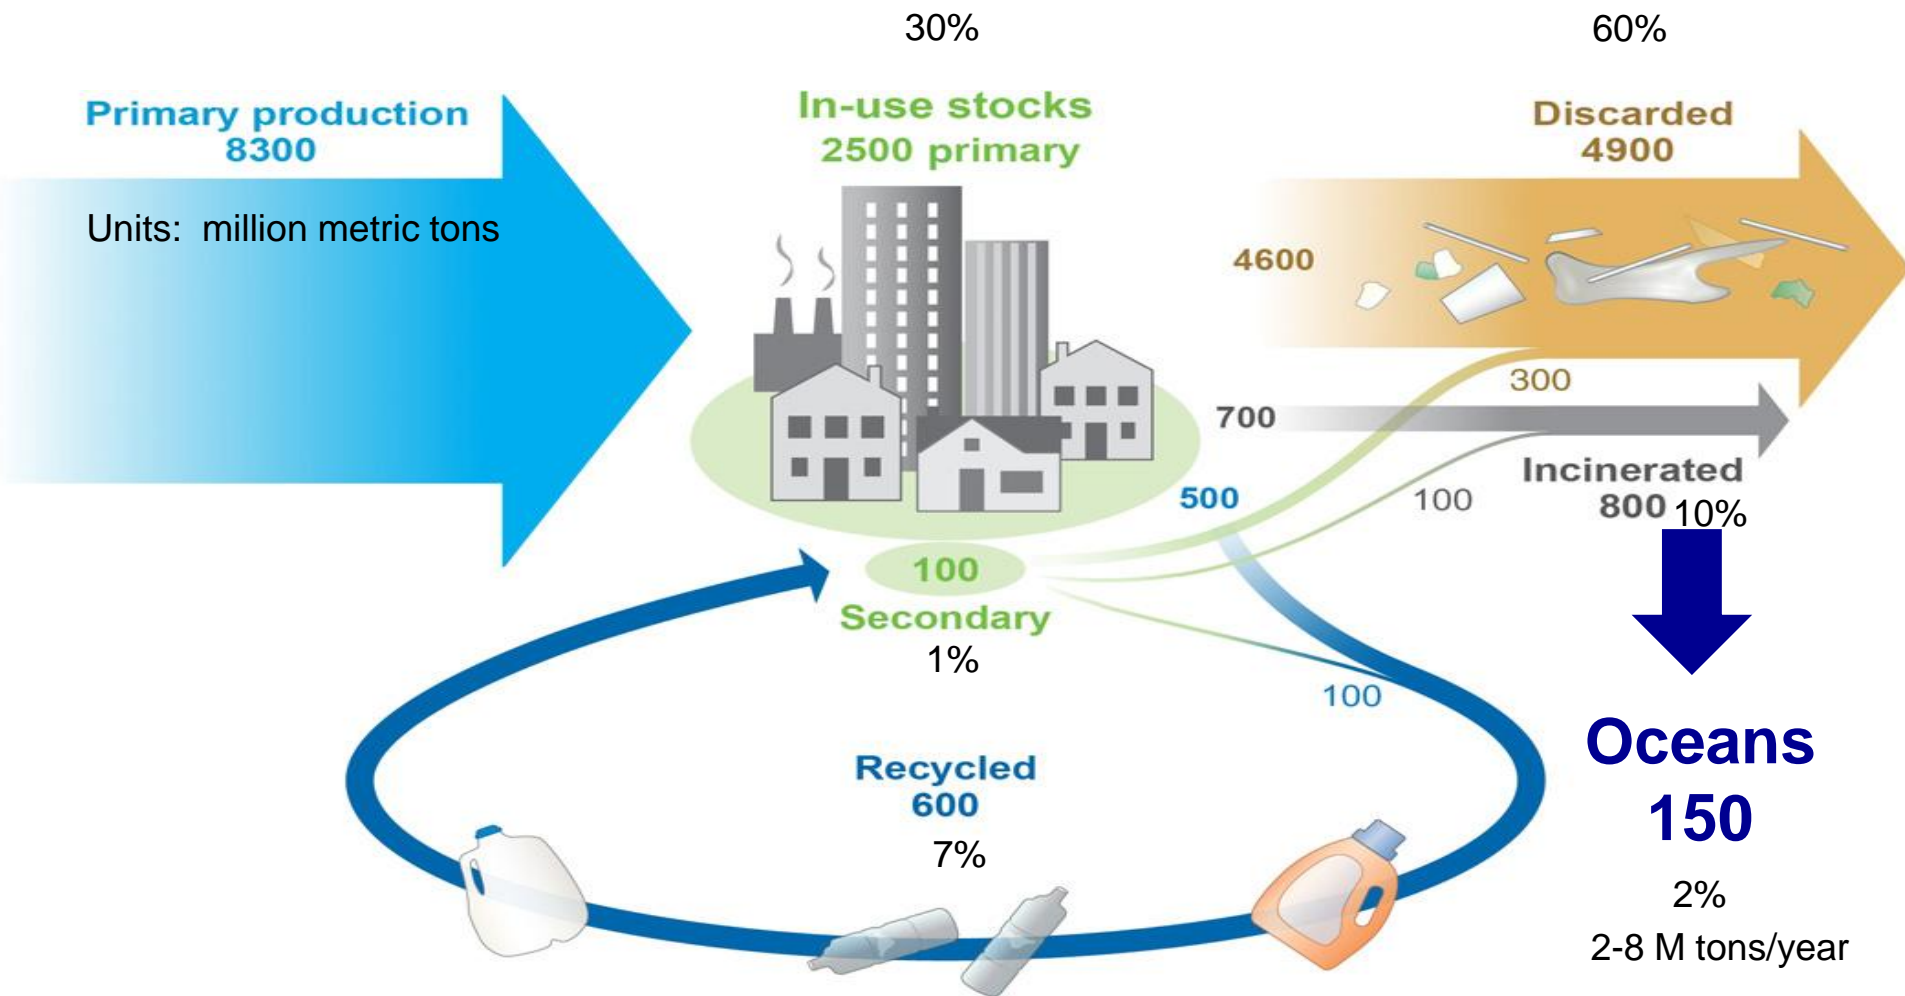 30%
60%
Primary production
8300
Units:  million metric tons
In-use stocks
2500 primary
Discarded
4900
4600
300
700
Incinerated
800 10%
500
100
100
Secondary
1%
100
Recycled
600
7%
Oceans
150
2%
2-8 M tons/year